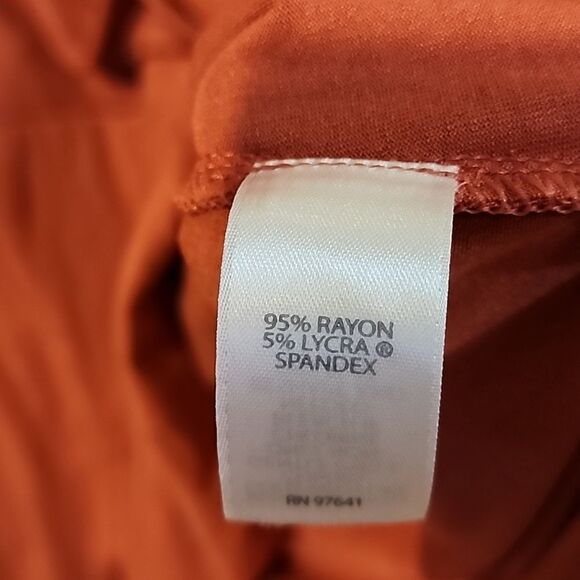 95% RAYON
5% LYCRA ®
SPANDEX
RN 97641